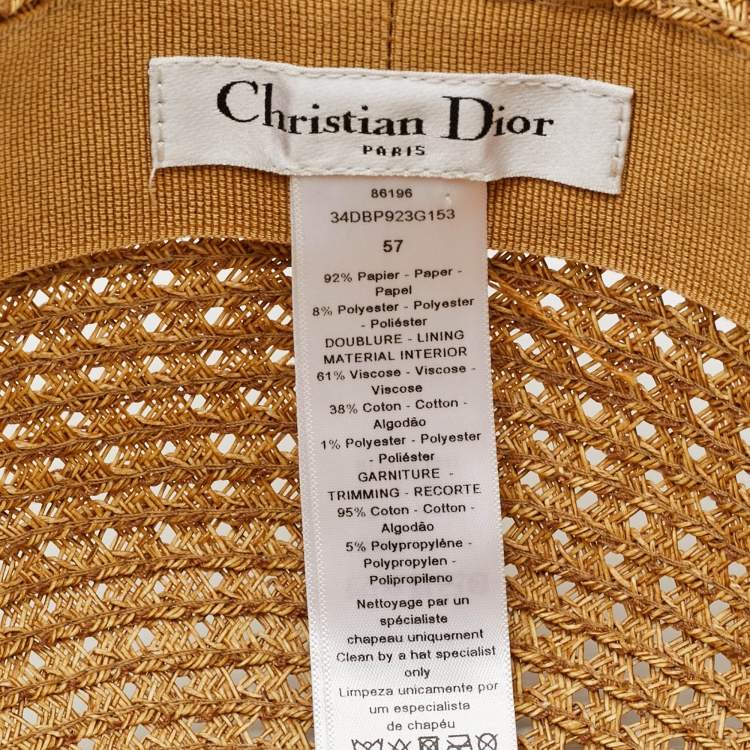 Christian Dior
PARIS
86196
34DBP923G153
57
92% Papier - Paper -
Papel
8% Polyester - Polyester
- Poliéster
DOUBLURE - LINING
MATERIAL INTERIOR
61% Viscose - Viscose -
Viscose
38% Coton - Cotton -
Algodão
1% Polyester - Polyester
- Poliéster
GARNITURE -
TRIMMING - RECORTE
95% Coton - Cotton -
Algodão
5% Polypropylène -
Polypropylen -
Polipropileno
Nettoyage par un
spécialiste
chapeau uniquement
Clean by a hat specialist
only
Limpeza unicamente por
um especialista
de chapéu